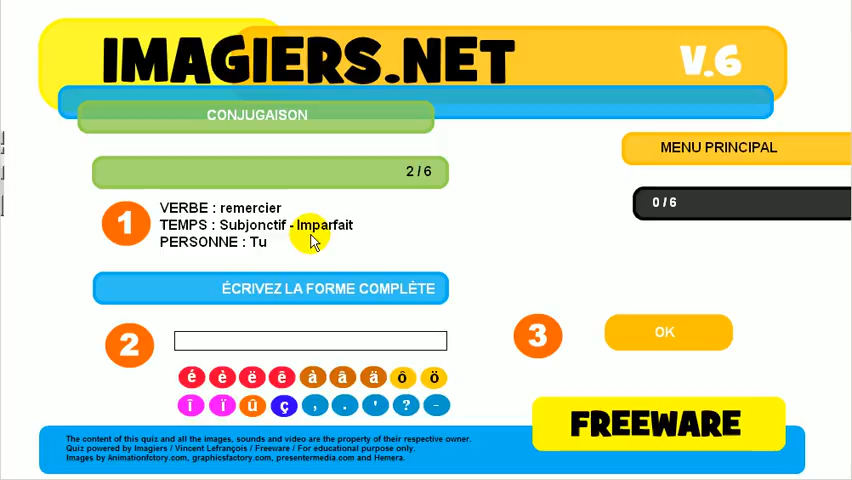 IMAGIERS.NET
V.6
CONJUGAISON
MENU PRINCIPAL
2 / 6
0 / 6
1
VERBE : remercier
TEMPS : Subjonctif - Imparfait
PERSONNE : Tu
ÉCRIVEZ LA FORME COMPLÈTE
2
3
OK
é è ë ê à â ä ô ö
î ï û ç , . ' ? -
FREEWARE
The content of this quiz and all the images, sounds and video are the property of their respective owner.
Quiz powered by Imagiers / Vincent Lefrançois / Freeware / For educational purpose only.
Images by Animationfctory.com, graphicsfactory.com, presentermedia.com and Hemera.